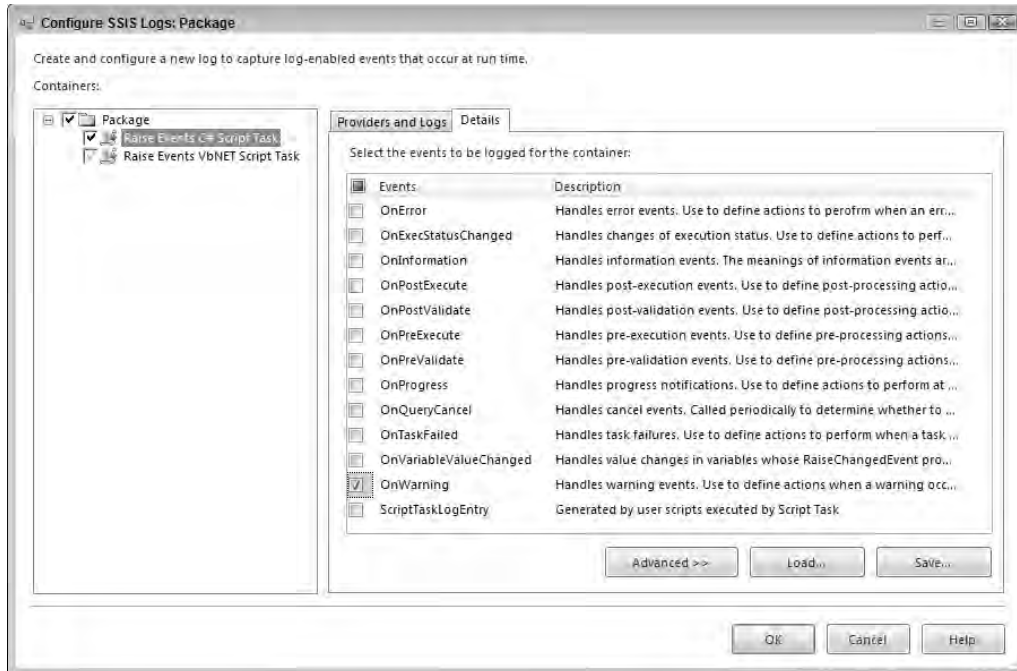 Configure SSIS Logs: Package
Create and configure a new log to capture log-enabled events that occur at run time.
Containers:
Package
Raise Events C# Script Task
Raise Events VbNET Script Task
Providers and Logs Details
Select the events to be logged for the container:
Events Description
OnError Handles error events. Use to define actions to perofrm when an err...
OnExecStatusChanged Handles changes of execution status. Use to define actions to perf...
OnInformation Handles information events. The meanings of information events ar...
OnPostExecute Handles post-execution events. Use to define post-processing actio...
OnPostValidate Handles post-validation events. Use to define post-processing actio...
OnPreExecute Handles pre-execution events. Use to define pre-processing actions...
OnPreValidate Handles pre-validation events. Use to define pre-processing actions...
OnProgress Handles progress notifications. Use to define actions to perform at ...
OnQueryCancel Handles cancel events. Called periodically to determine whether to ...
OnTaskFailed Handles task failures. Use to define actions to perform when a task ...
OnVariableValueChanged Handles value changes in variables whose RaiseChangedEvent pro...
OnWarning Handles warning events. Use to define actions when a warning occ...
ScriptTaskLogEntry Generated by user scripts executed by Script Task
Advanced >> Load... Save...
OK Cancel Help